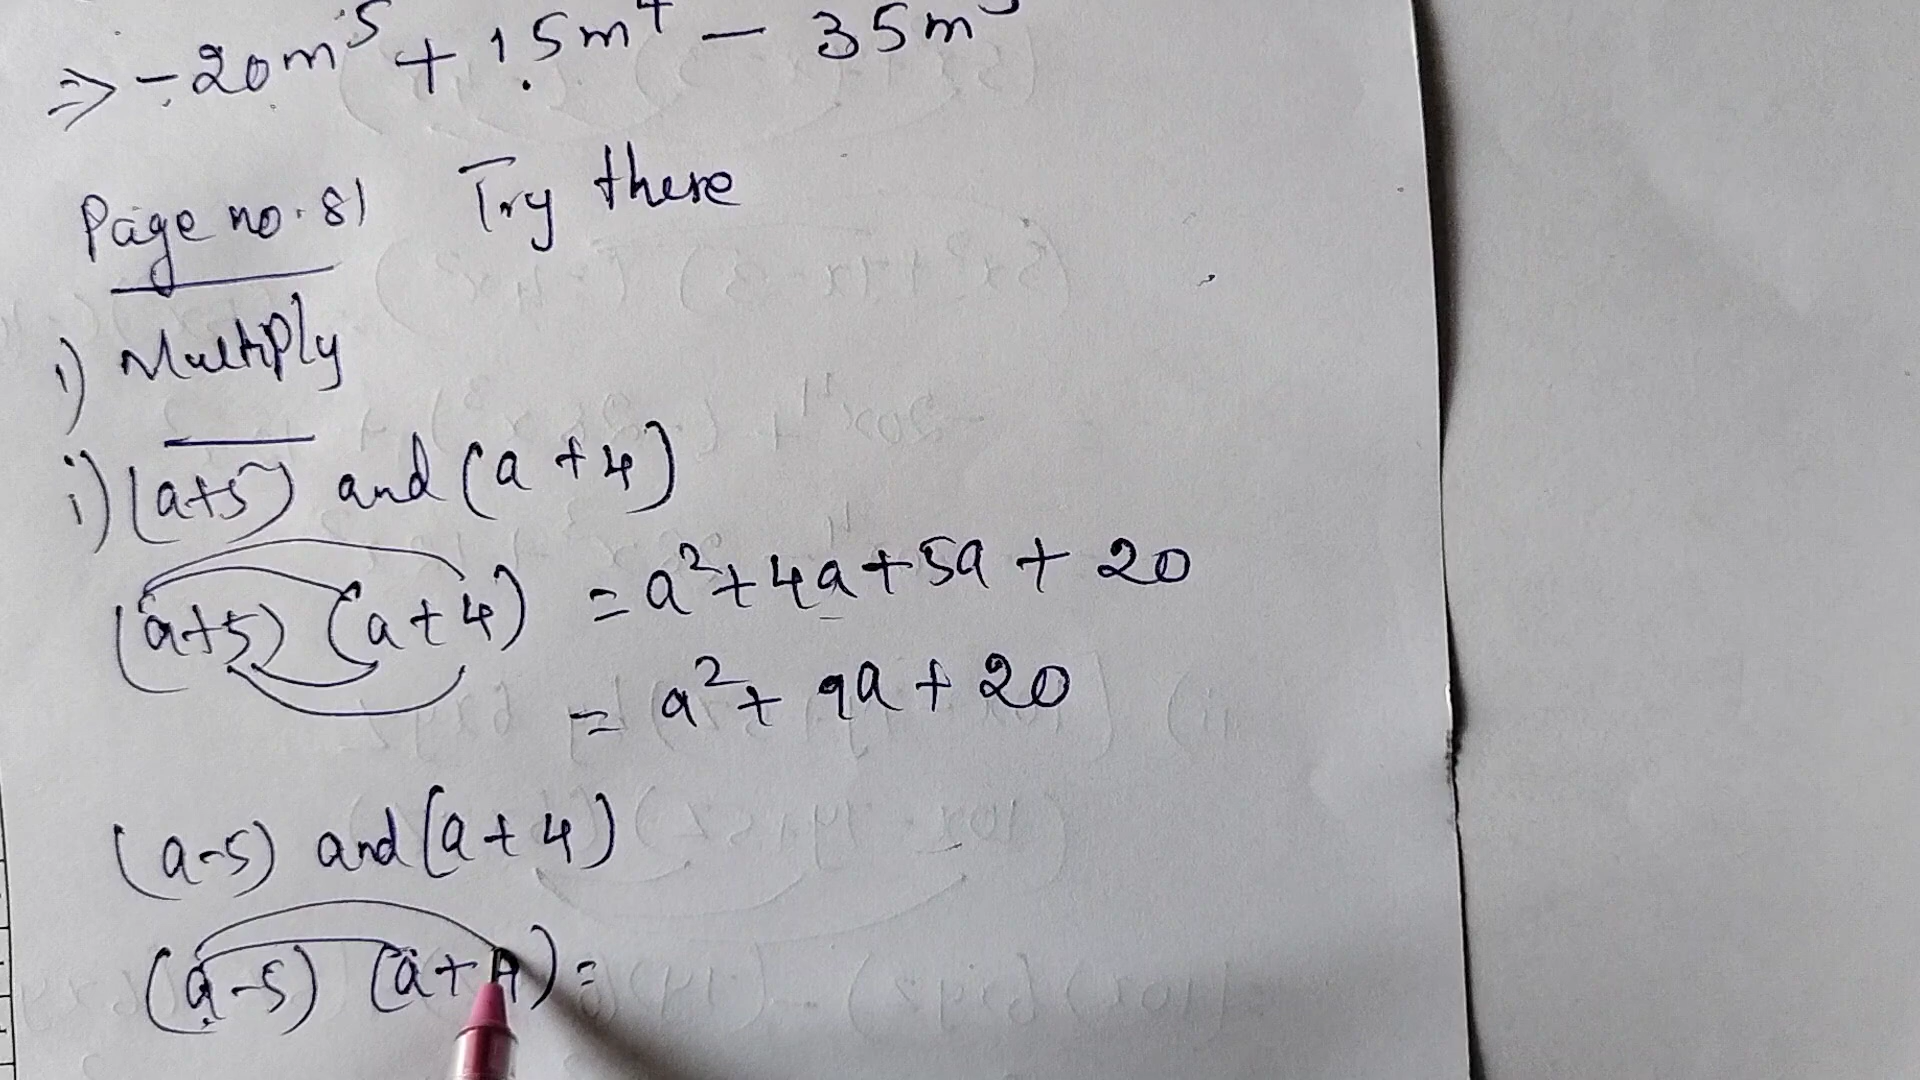 ⇒ -20m⁵ + 15m⁴ - 35m³
Page no. 81 Try there
1) Multiply
i) (a+5) and (a+4)
(a+5) (a+4) = a²+4a+5a+20
= a²+9a+20
(a-5) and (a+4)
(a-5) (a+4) =